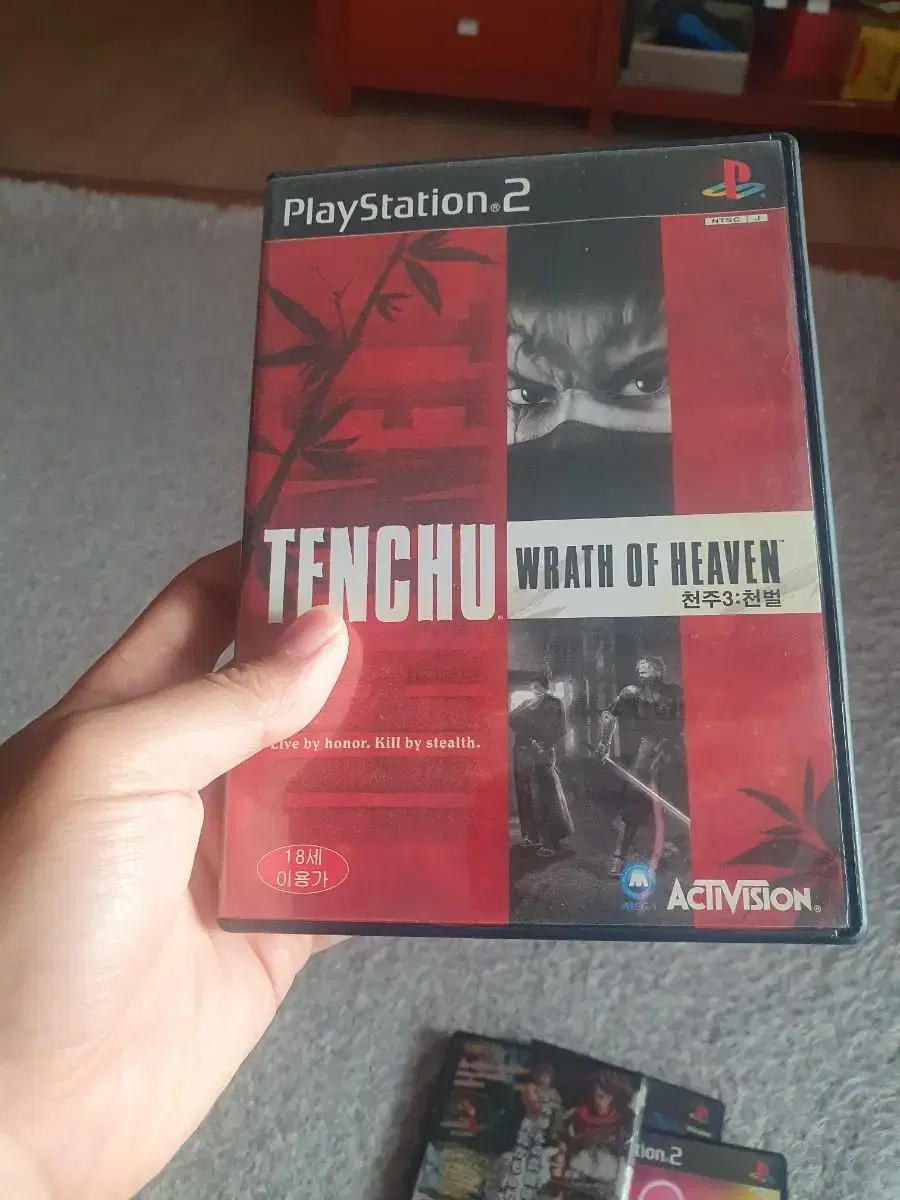 PlayStation®2
NTSC J
TENCHU®
WRATH OF HEAVEN™
천주3:천벌
Live by honor. Kill by stealth.
18세
이용가
MEGA
ACTIVISION®